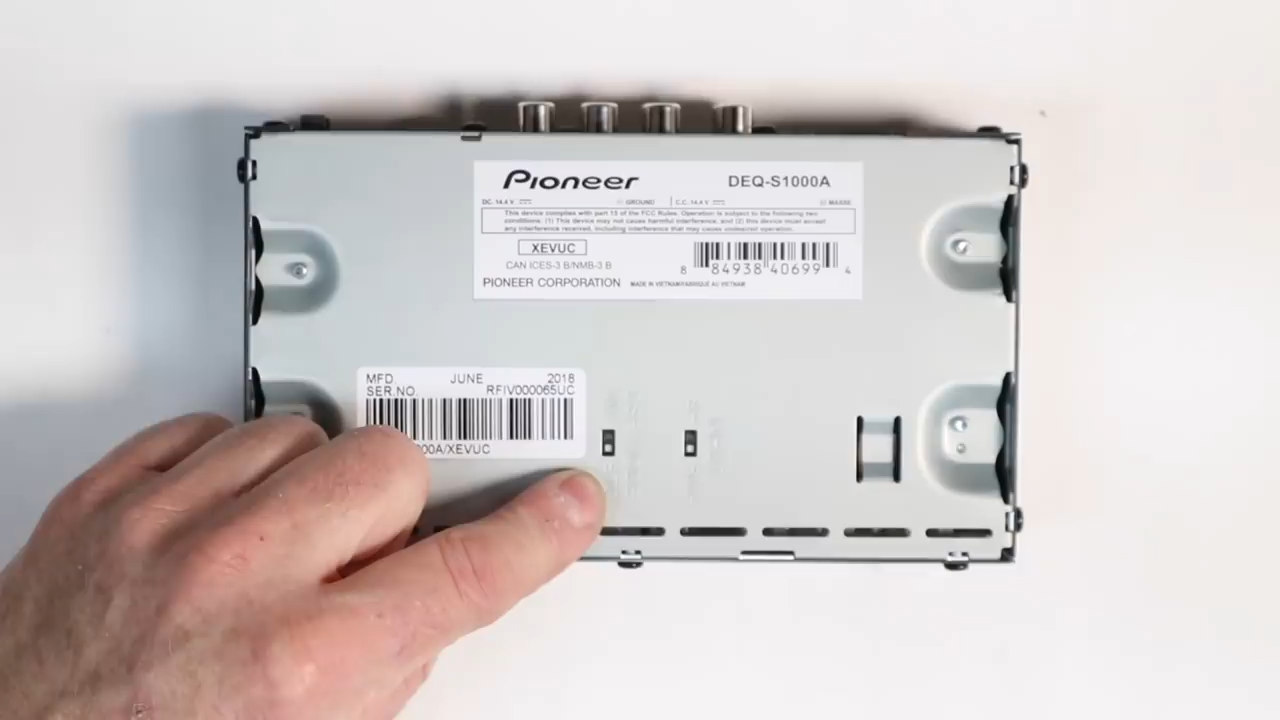 Pioneer DEQ-S1000A
DC. 14.4 V GROUND C.C. 14.4 V MASSE
This device complies with part 15 of the FCC Rules. Operation is subject to the following two
conditions. (1) This device may not cause harmful interference, and (2) this device must accept
any interference received, including interference that may cause undesired operation.
XEVUC
CAN ICES-3 B/NMB-3 B
8 84938 40699 4
PIONEER CORPORATION MADE IN VIETNAM/FABRIQUÉ AU VIETNAM
MFD. JUNE 2018
SER.NO. RFIV000065UC
00A/XEVUC